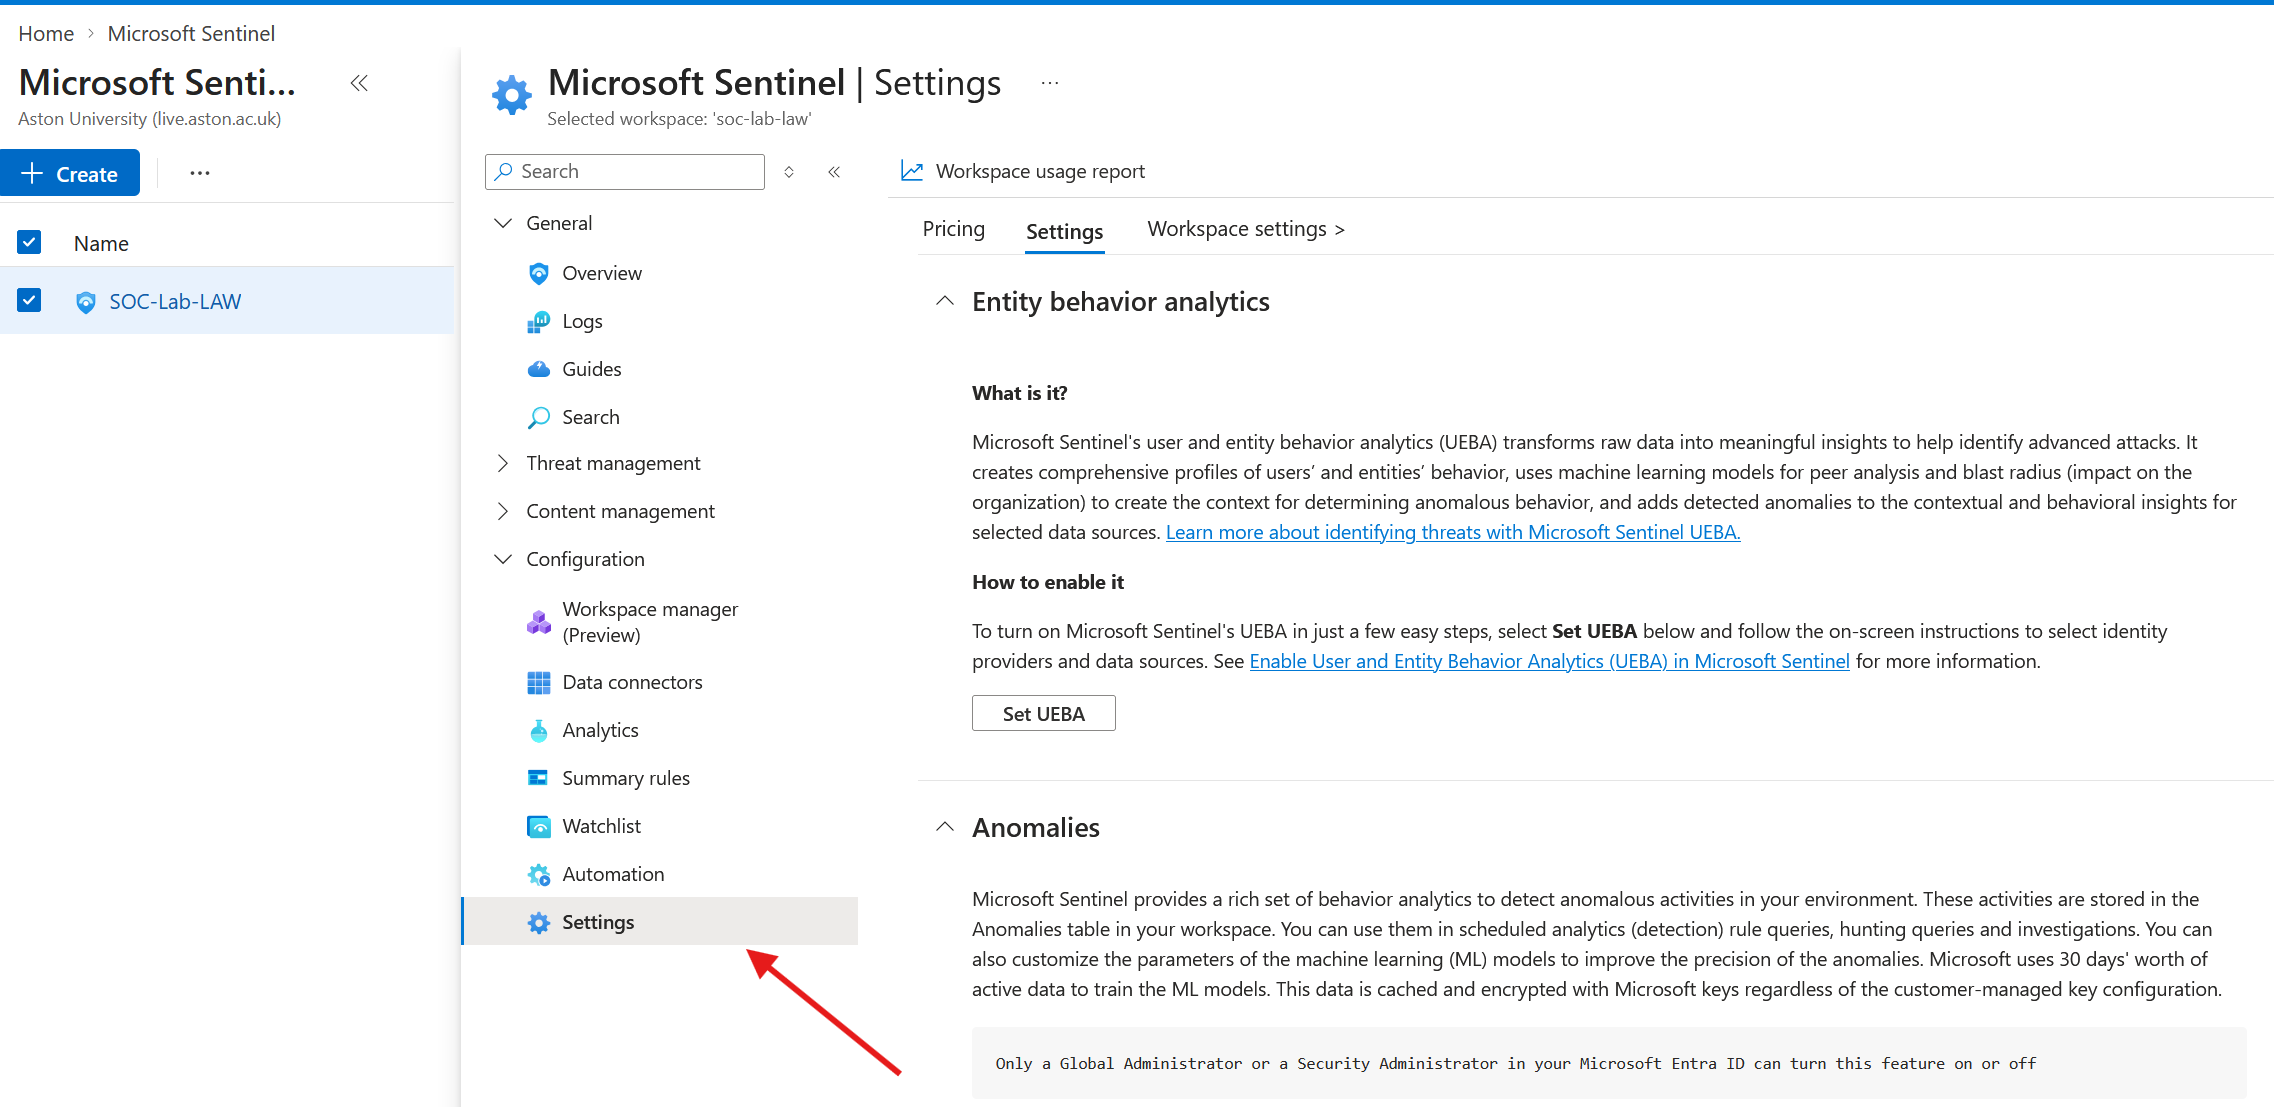 Home > Microsoft Sentinel
Microsoft Senti...
Aston University (live.aston.ac.uk)
Create
Name
SOC-Lab-LAW
Microsoft Sentinel | Settings
Selected workspace: 'soc-lab-law'
Search
General
Overview
Logs
Guides
Search
Threat management
Content management
Configuration
Workspace manager
(Preview)
Data connectors
Analytics
Summary rules
Watchlist
Automation
Settings
Workspace usage report
Pricing
Settings
Workspace settings >
Entity behavior analytics
What is it?
Microsoft Sentinel's user and entity behavior analytics (UEBA) transforms raw data into meaningful insights to help identify advanced attacks. It
creates comprehensive profiles of users’ and entities’ behavior, uses machine learning models for peer analysis and blast radius (impact on the
organization) to create the context for determining anomalous behavior, and adds detected anomalies to the contextual and behavioral insights for
selected data sources. Learn more about identifying threats with Microsoft Sentinel UEBA.
How to enable it
To turn on Microsoft Sentinel's UEBA in just a few easy steps, select Set UEBA below and follow the on-screen instructions to select identity
providers and data sources. See Enable User and Entity Behavior Analytics (UEBA) in Microsoft Sentinel for more information.
Set UEBA
Anomalies
Microsoft Sentinel provides a rich set of behavior analytics to detect anomalous activities in your environment. These activities are stored in the
Anomalies table in your workspace. You can use them in scheduled analytics (detection) rule queries, hunting queries and investigations. You can
also customize the parameters of the machine learning (ML) models to improve the precision of the anomalies. Microsoft uses 30 days' worth of
active data to train the ML models. This data is cached and encrypted with Microsoft keys regardless of the customer-managed key configuration.
Only a Global Administrator or a Security Administrator in your Microsoft Entra ID can turn this feature on or off